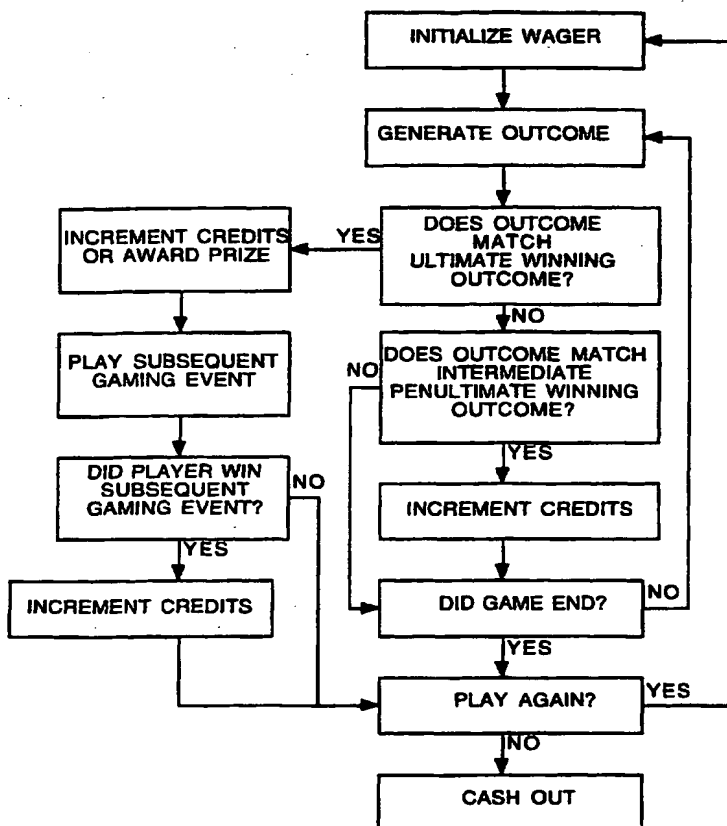 INITIALIZE WAGER
GENERATE OUTCOME
DOES OUTCOME
MATCH
ULTIMATE WINNING
OUTCOME?
YES
INCREMENT CREDITS
OR AWARD PRIZE
NO
PLAY SUBSEQUENT
GAMING EVENT
DOES OUTCOME MATCH
INTERMEDIATE
PENULTIMATE WINNING
OUTCOME?
NO
YES
DID PLAYER WIN
SUBSEQUENT
GAMING EVENT?
NO
YES
INCREMENT CREDITS
INCREMENT CREDITS
DID GAME END?
NO
YES
PLAY AGAIN?
YES
NO
CASH OUT